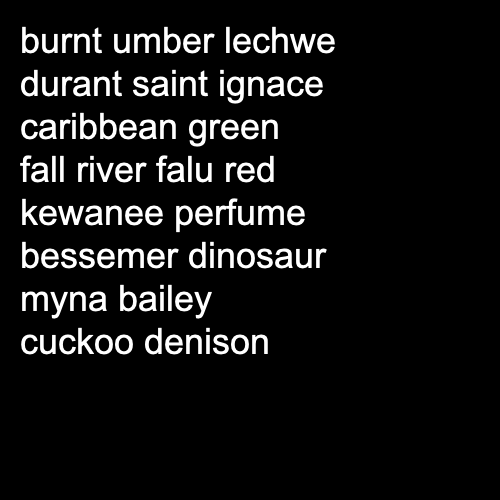 burnt umber lechwe
durant saint ignace
caribbean green
fall river falu red
kewanee perfume
bessemer dinosaur
myna bailey
cuckoo denison